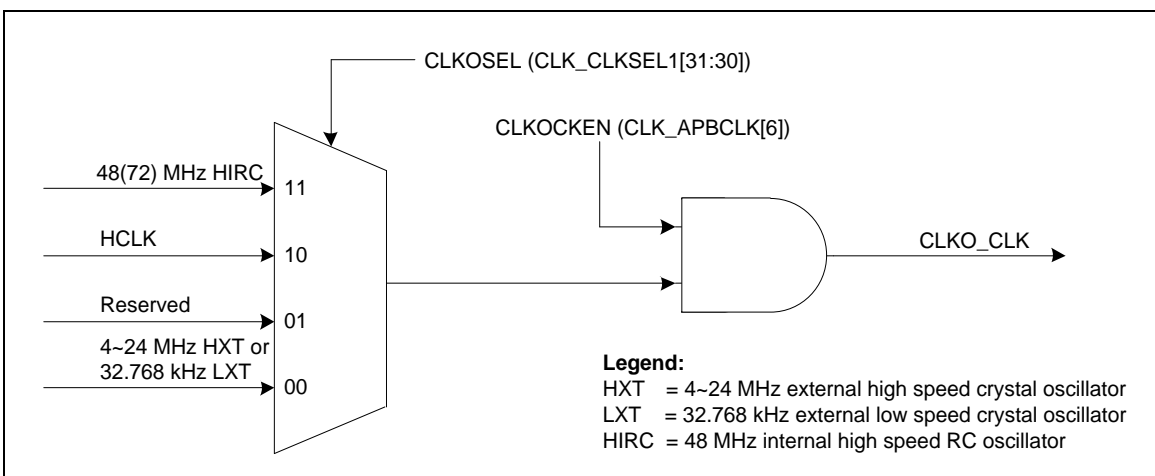 CLKOSEL (CLK_CLKSEL1[31:30])
CLKOCKEN (CLK_APBCLK[6])
48(72) MHz HIRC
11
HCLK
10
CLKO_CLK
Reserved
01
4~24 MHz HXT or
32.768 kHz LXT
00
Legend:
HXT = 4~24 MHz external high speed crystal oscillator
LXT = 32.768 kHz external low speed crystal oscillator
HIRC = 48 MHz internal high speed RC oscillator